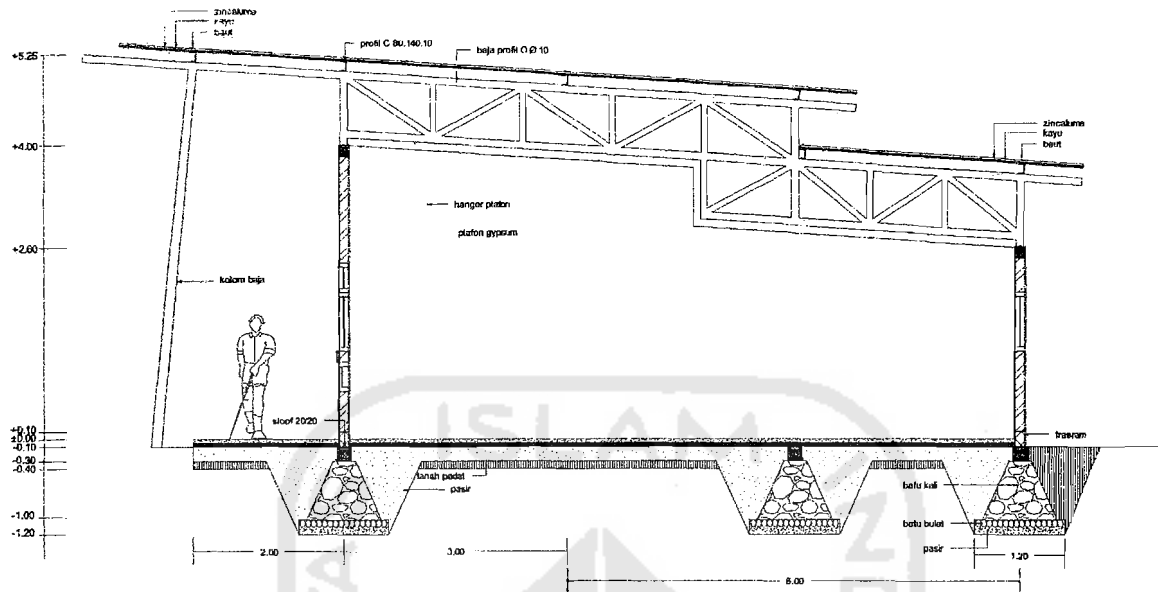 zincalume
kayu
baut
profil C 80.140.10
baja profil O Ø 10
+5.25
zincalume
kayu
baut
+4.00
hanger plafon
plafon gypsum
+2.60
kolom baja
sloof 20/20
+0.10
±0.00
-0.10
-0.30
-0.40
trasram
tanah padat
pasir
batu kali
-1.00
-1.20
batu bulat
pasir
2.00
3.00
1.20
6.00
ISLAM